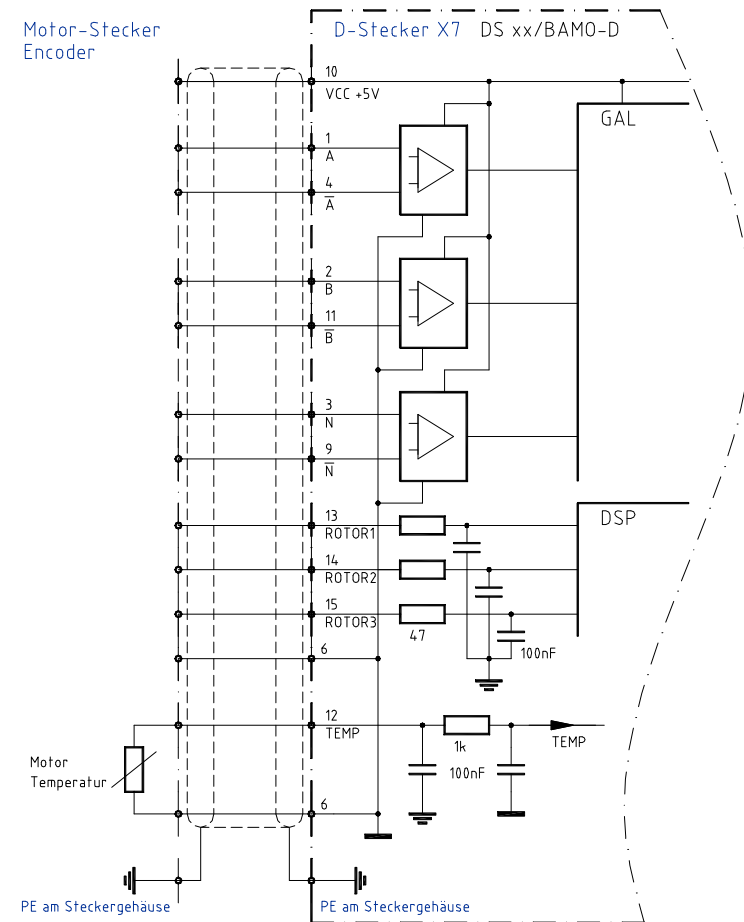 Motor-Stecker
Encoder
D-Stecker X7 DS xx/BAMO-D
10
VCC +5V
GAL
1
A
4
A̅
2
B
11
B̅
3
N
9
N̅
13
ROTOR1
DSP
14
ROTOR2
15
ROTOR3
47
100nF
6
12
TEMP
1k
TEMP
Motor
Temperatur
100nF
6
PE am Steckergehäuse
PE am Steckergehäuse